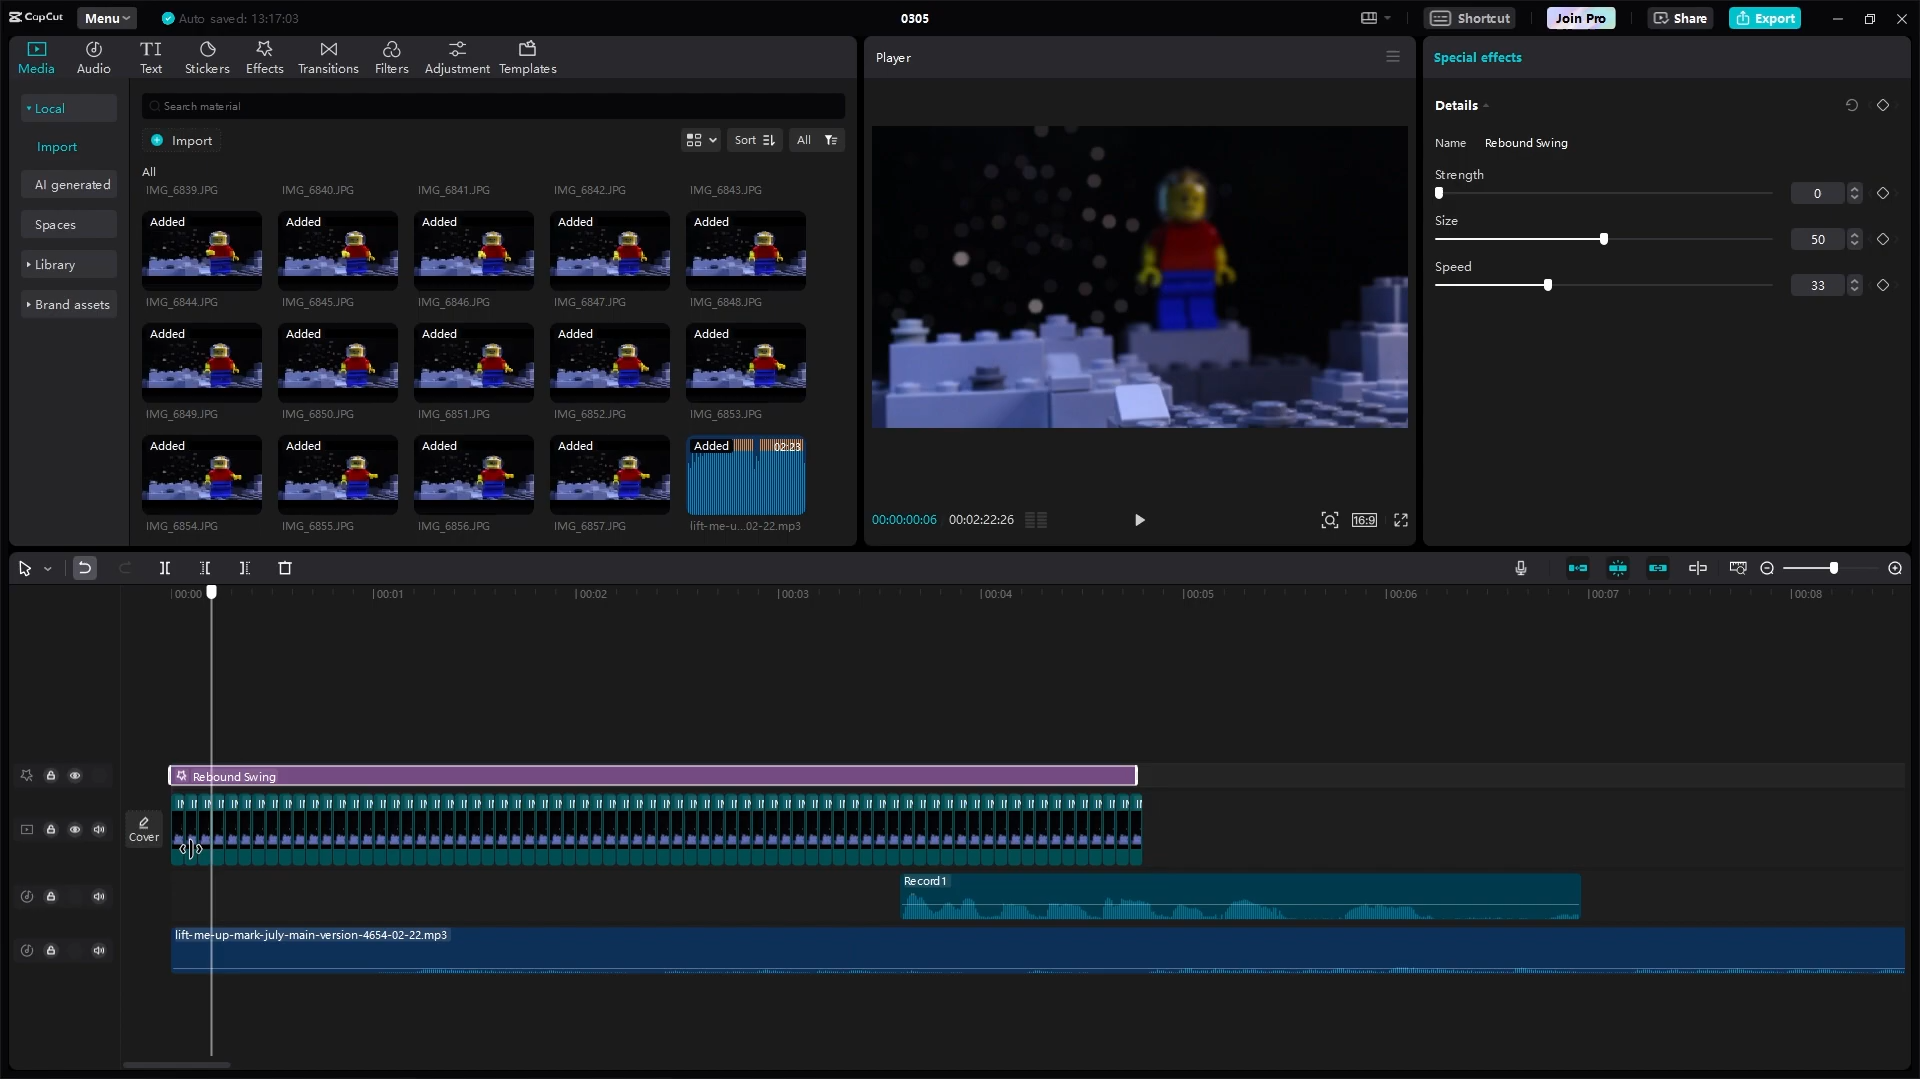 CapCut
Menu
Auto saved: 13:17:03
0305
Shortcut
Join Pro
Share
Export
Media
Audio
TI
Text
Stickers
Effects
Transitions
Filters
Adjustment
Templates
Local
Import
AI generated
Spaces
Library
Brand assets
Search material
Import
Sort
All
All
IMG_6839.JPG
IMG_6840.JPG
IMG_6841.JPG
IMG_6842.JPG
IMG_6843.JPG
Added
Added
Added
Added
Added
IMG_6844.JPG
IMG_6845.JPG
IMG_6846.JPG
IMG_6847.JPG
IMG_6848.JPG
Added
Added
Added
Added
Added
IMG_6849.JPG
IMG_6850.JPG
IMG_6851.JPG
IMG_6852.JPG
IMG_6853.JPG
Added
Added
Added
Added
Added
02:23
IMG_6854.JPG
IMG_6855.JPG
IMG_6856.JPG
IMG_6857.JPG
lift-me-u...02-22.mp3
Player
00:00:00:06
00:02:22:26
16:9
Special effects
Details
Name Rebound Swing
Strength
0
Size
50
Speed
33
00:00
00:01
00:02
00:03
00:04
00:05
00:06
00:07
00:08
Rebound Swing
Cover
Record1
lift-me-up-mark-july-main-version-4654-02-22.mp3